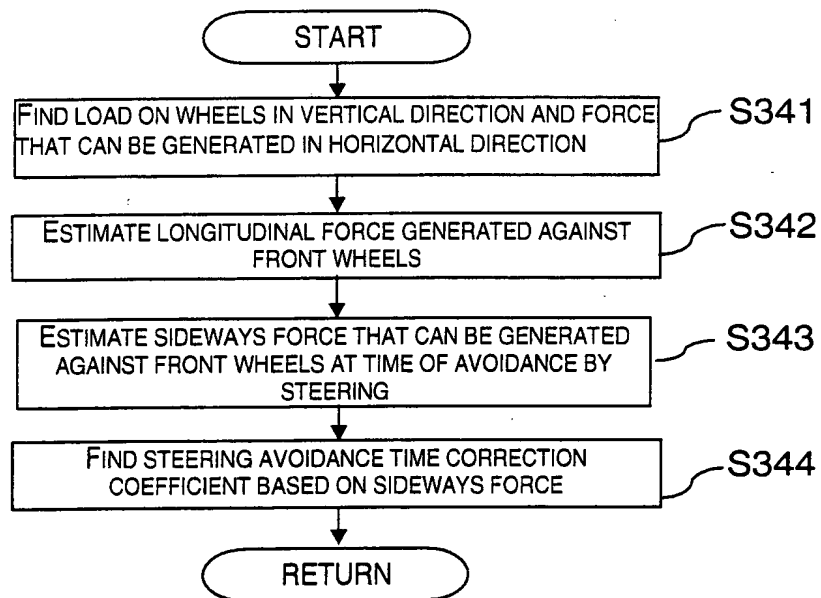 START
FIND LOAD ON WHEELS IN VERTICAL DIRECTION AND FORCE
THAT CAN BE GENERATED IN HORIZONTAL DIRECTION
S341
ESTIMATE LONGITUDINAL FORCE GENERATED AGAINST
FRONT WHEELS
S342
ESTIMATE SIDEWAYS FORCE THAT CAN BE GENERATED
AGAINST FRONT WHEELS AT TIME OF AVOIDANCE BY
STEERING
S343
FIND STEERING AVOIDANCE TIME CORRECTION
COEFFICIENT BASED ON SIDEWAYS FORCE
S344
RETURN